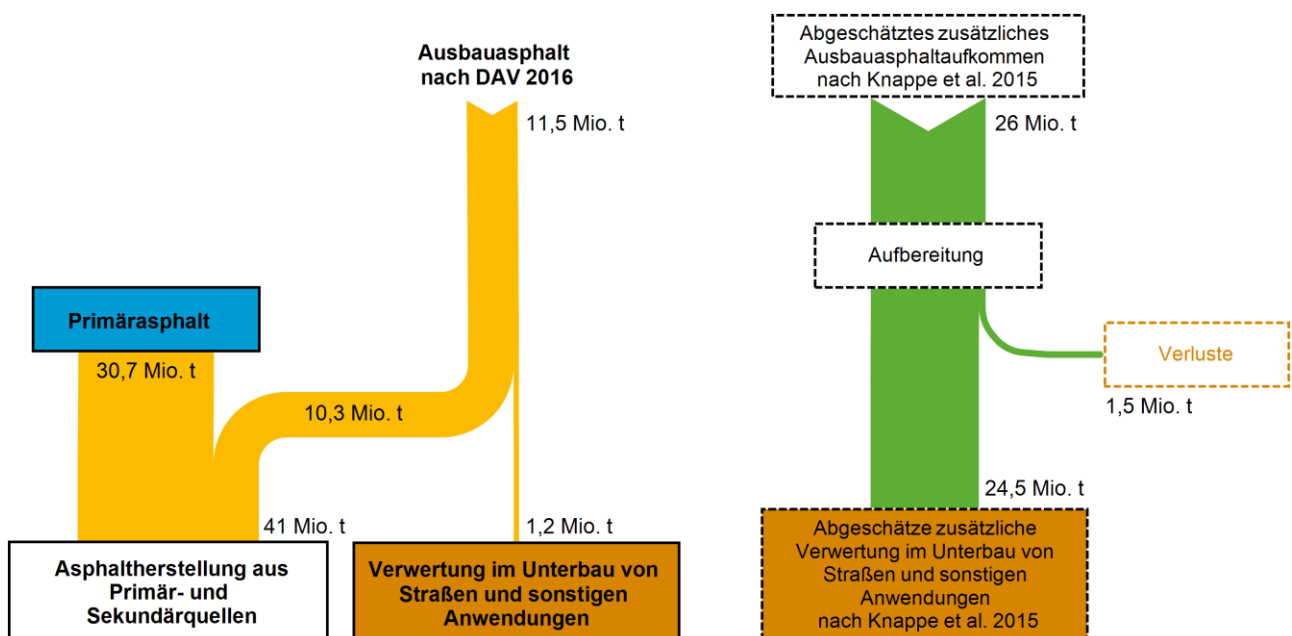 Ausbauasphalt
nach DAV 2016
11,5 Mio. t
Primärasphalt
30,7 Mio. t
10,3 Mio. t
41 Mio. t
1,2 Mio. t
Asphaltherstellung aus
Primär- und
Sekundärquellen
Verwertung im Unterbau von
Straßen und sonstigen
Anwendungen
Abgeschätztes zusätzliches
Ausbauasphaltaufkommen
nach Knappe et al. 2015
26 Mio. t
Aufbereitung
Verluste
1,5 Mio. t
24,5 Mio. t
Abgeschätze zusätzliche
Verwertung im Unterbau von
Straßen und sonstigen
Anwendungen
nach Knappe et al. 2015